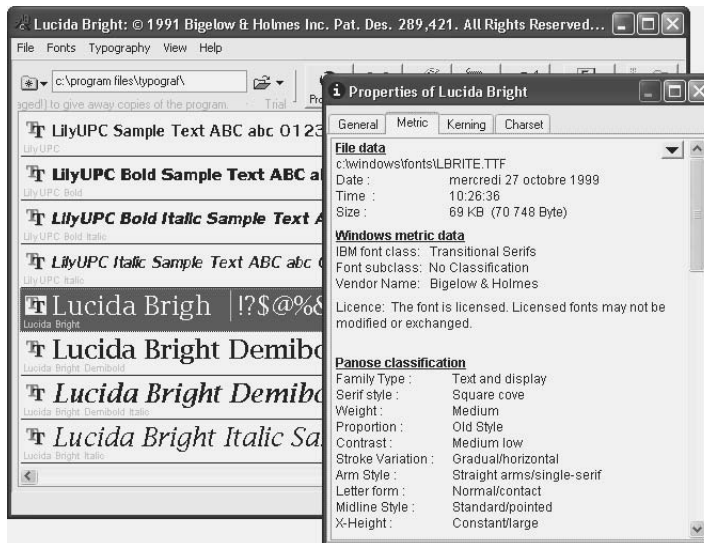 Lucida Bright: © 1991 Bigelow & Holmes Inc. Pat. Des. 289,421. All Rights Reserved...
File Fonts Typography View Help
c:\program files\typograf\
to give away copies of the program. Trial
LilyUPC Sample Text ABC abc 0123
LilyUPC
LilyUPC Bold Sample Text ABC
LilyUPC Bold
LilyUPC Bold Italic Sample Text
LilyUPC Bold Italic
LilyUPC Italic Sample Text ABC abc
LilyUPC Italic
Lucida Brigh !?$@%&
Lucida Bright
Lucida Bright Demibo
Lucida Bright Demibold
Lucida Bright Demibo
Lucida Bright Demibold Italic
Lucida Bright Italic Sa
Lucida Bright Italic
Properties of Lucida Bright
General Metric Kerning Charset
File data
c:\windows\fonts\LBRITE.TTF
Date : mercredi 27 octobre 1999
Time : 10:26:36
Size : 69 KB (70 748 Byte)
Windows metric data
IBM font class: Transitional Serifs
Font subclass: No Classification
Vendor Name: Bigelow & Holmes
Licence: The font is licensed. Licensed fonts may not be
modified or exchanged.
Panose classification
Family Type : Text and display
Serif style : Square cove
Weight : Medium
Proportion : Old Style
Contrast : Medium low
Stroke Variation : Gradual/horizontal
Arm Style : Straight arms/single-serif
Letter form : Normal/contact
Midline Style : Standard/pointed
X-Height : Constant/large